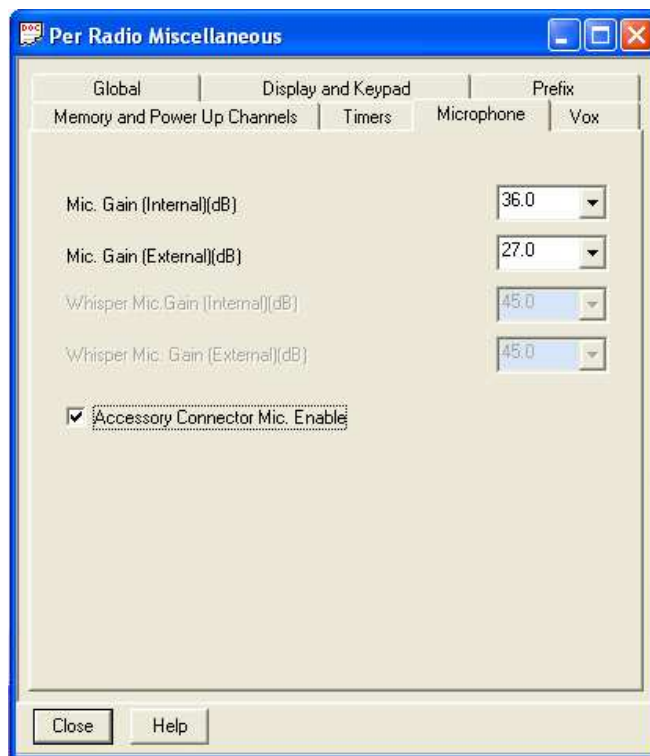 DOC
Per Radio Miscellaneous
Global
Display and Keypad
Prefix
Memory and Power Up Channels
Timers
Microphone
Vox
Mic. Gain (Internal)(dB)
36.0
Mic. Gain (External)(dB)
27.0
Whisper Mic.Gain (Internal)(dB)
45.0
Whisper Mic. Gain (External)(dB)
45.0
Accessory Connector Mic. Enable
Close
Help